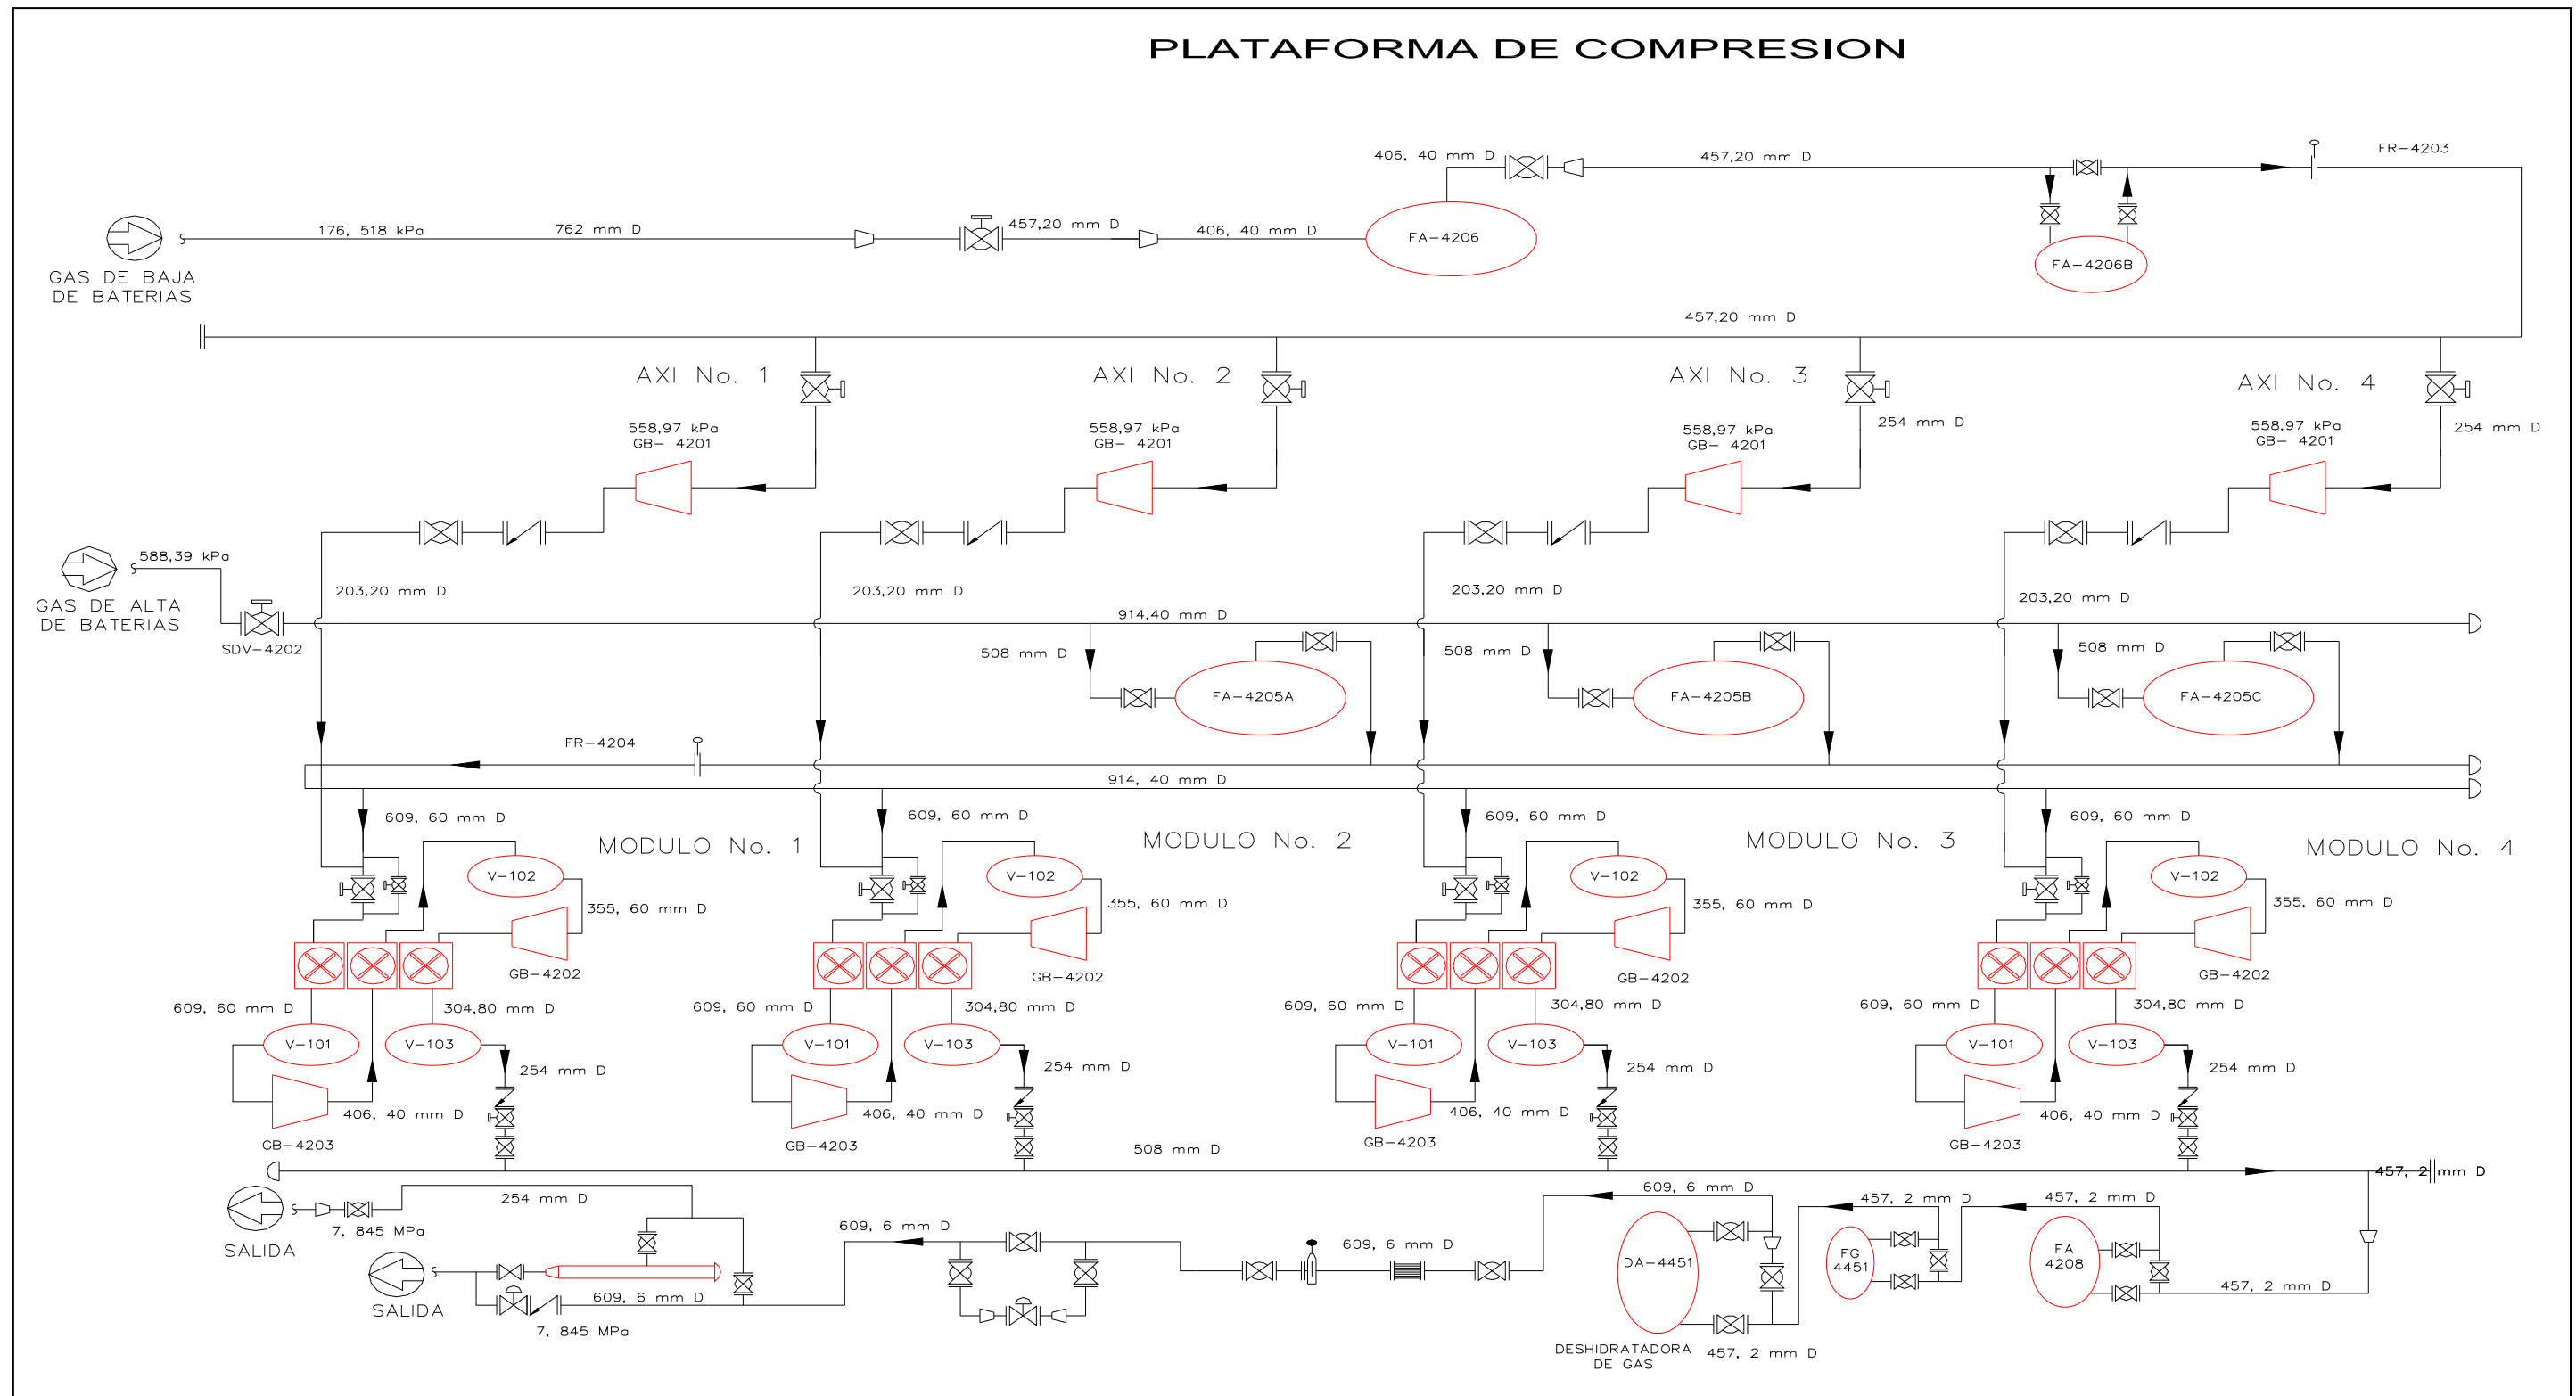 PLATAFORMA DE COMPRESION
406, 40 mm D
457,20 mm D
FR-4203
176, 518 kPa
762 mm D
457,20 mm D
406, 40 mm D
FA-4206
FA-4206B
GAS DE BAJA
DE BATERIAS
457,20 mm D
AXI No. 1
AXI No. 2
AXI No. 3
AXI No. 4
558,97 kPa
GB- 4201
558,97 kPa
GB- 4201
558,97 kPa
GB- 4201
254 mm D
558,97 kPa
GB- 4201
254 mm D
588,39 kPa
GAS DE ALTA
DE BATERIAS
SDV-4202
203,20 mm D
203,20 mm D
203,20 mm D
203,20 mm D
914,40 mm D
508 mm D
FA-4205A
508 mm D
FA-4205B
508 mm D
FA-4205C
FR-4204
914, 40 mm D
609, 60 mm D
609, 60 mm D
609, 60 mm D
609, 60 mm D
MODULO No. 1
MODULO No. 2
MODULO No. 3
MODULO No. 4
V-102
V-102
V-102
V-102
355, 60 mm D
355, 60 mm D
355, 60 mm D
355, 60 mm D
GB-4202
GB-4202
GB-4202
GB-4202
609, 60 mm D
304,80 mm D
609, 60 mm D
304,80 mm D
609, 60 mm D
304,80 mm D
609, 60 mm D
304,80 mm D
V-101
V-103
V-101
V-103
V-101
V-103
V-101
V-103
254 mm D
254 mm D
254 mm D
254 mm D
406, 40 mm D
406, 40 mm D
406, 40 mm D
406, 40 mm D
GB-4203
GB-4203
GB-4203
GB-4203
508 mm D
457, 2 mm D
254 mm D
7, 845 MPa
SALIDA
609, 6 mm D
609, 6 mm D
457, 2 mm D
457, 2 mm D
609, 6 mm D
DA-4451
FG
4451
FA
4208
457, 2 mm D
SALIDA
609, 6 mm D
7, 845 MPa
DESHIDRATADORA
DE GAS
457, 2 mm D